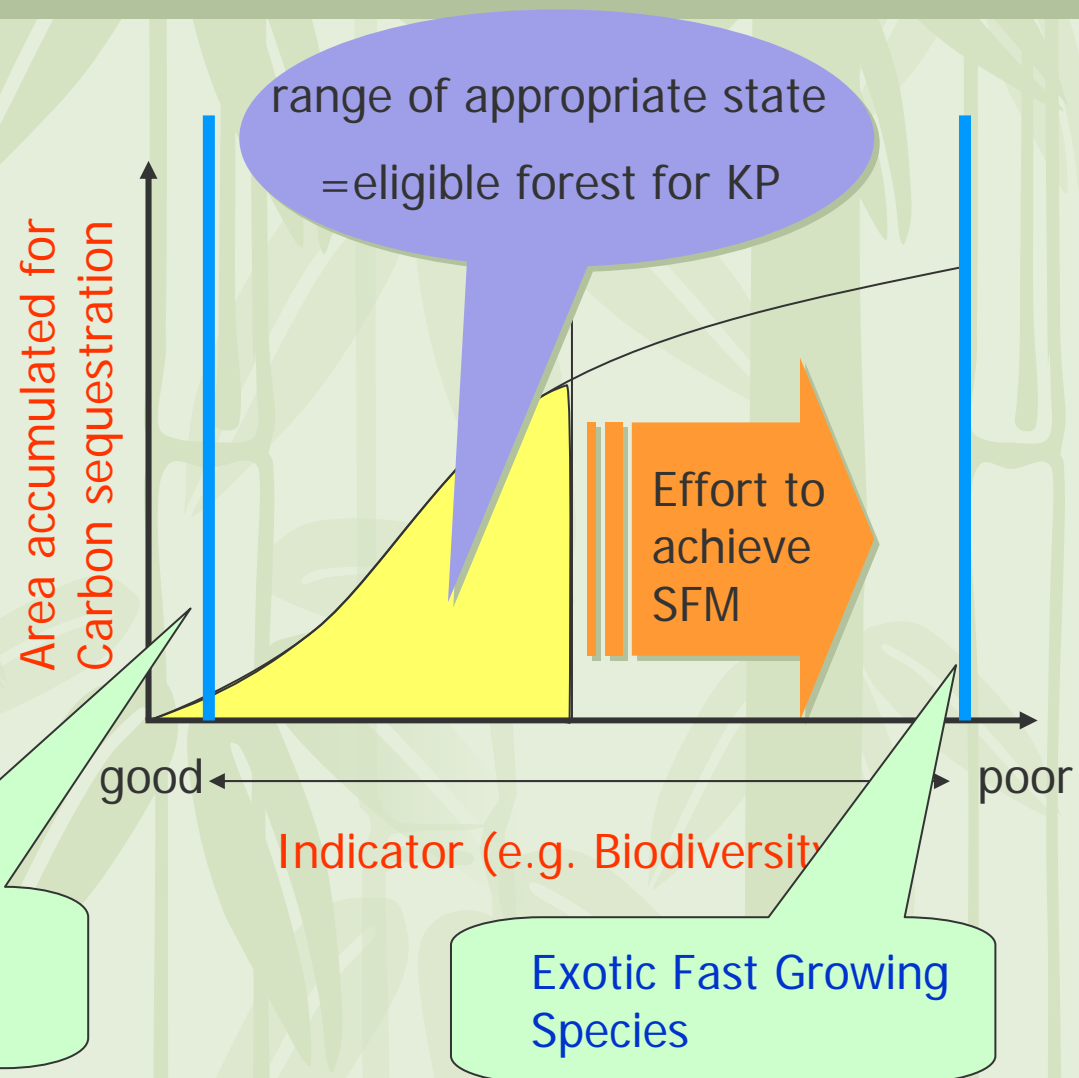 range of appropriate state
=eligible forest for KP
Area accumulated for
Carbon sequestration
Effort to
achieve
SFM
good
poor
Indicator (e.g. Biodiversity
Exotic Fast Growing
Species